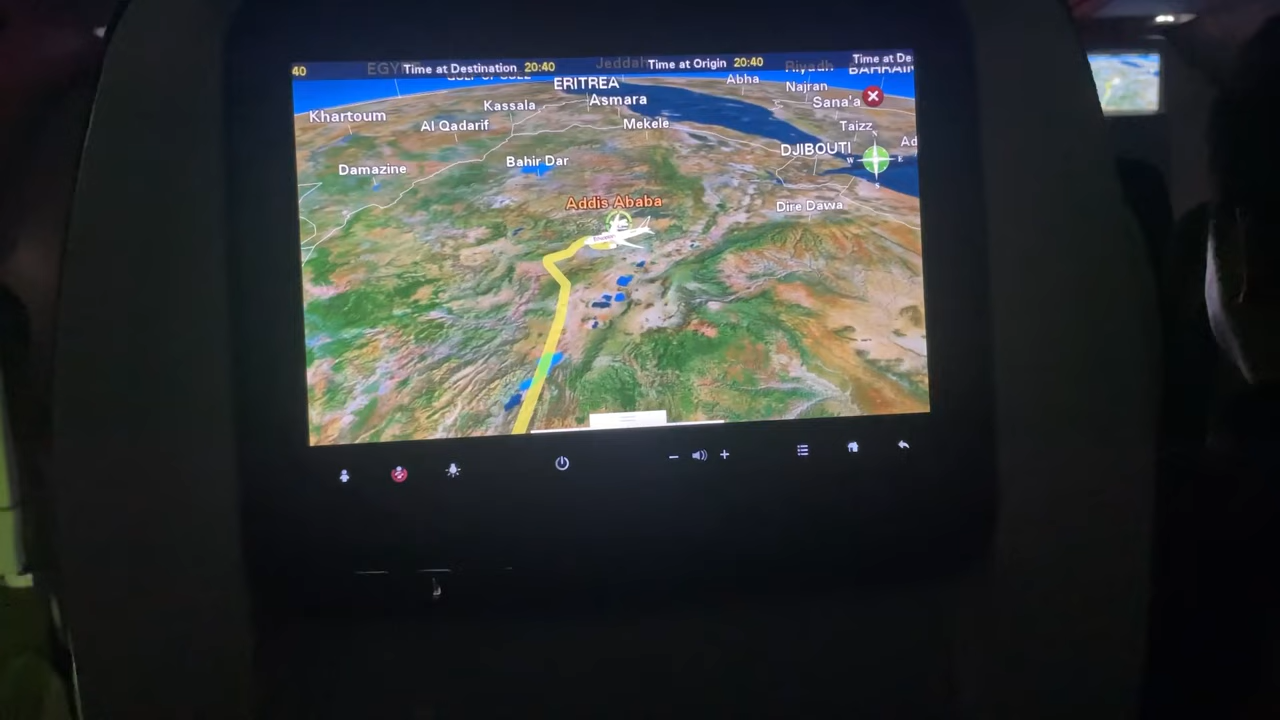 40
Time at Destination 20:40
Time at Origin 20:40
Time at De
Jeddah
Riyadh
BAHRAIN
ERITREA
Abha
Najran
Kassala
Asmara
Sana'a
Khartoum
Al Qadarif
Mekele
Taizz
N
DJIBOUTI
Ad
W
E
Bahir Dar
Damazine
S
Addis Ababa
Dire Dawa